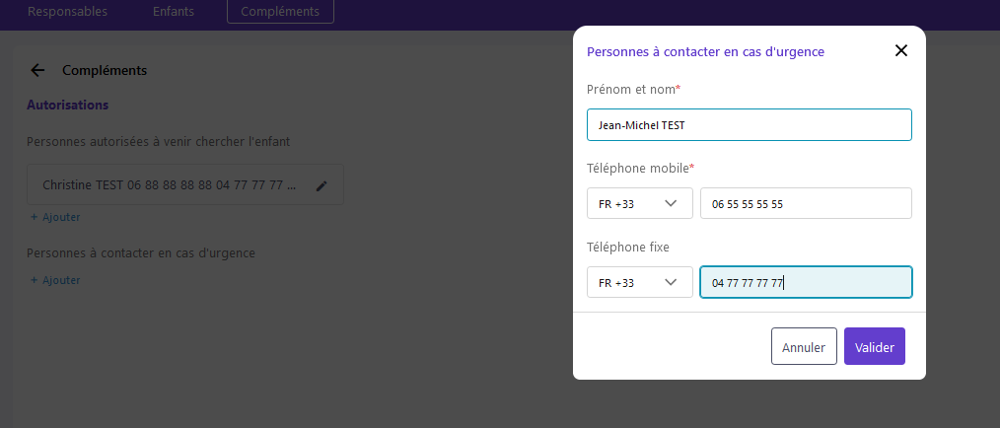 Responsables Enfants Compléments
Compléments
Autorisations
Personnes autorisées à venir chercher l'enfant
Christine TEST 06 88 88 88 88 04 77 77 77 ...
+ Ajouter
Personnes à contacter en cas d'urgence
+ Ajouter
Personnes à contacter en cas d'urgence
Prénom et nom*
Jean-Michel TEST
Téléphone mobile*
FR +33 06 55 55 55 55
Téléphone fixe
FR +33 04 77 77 77 77
Annuler Valider